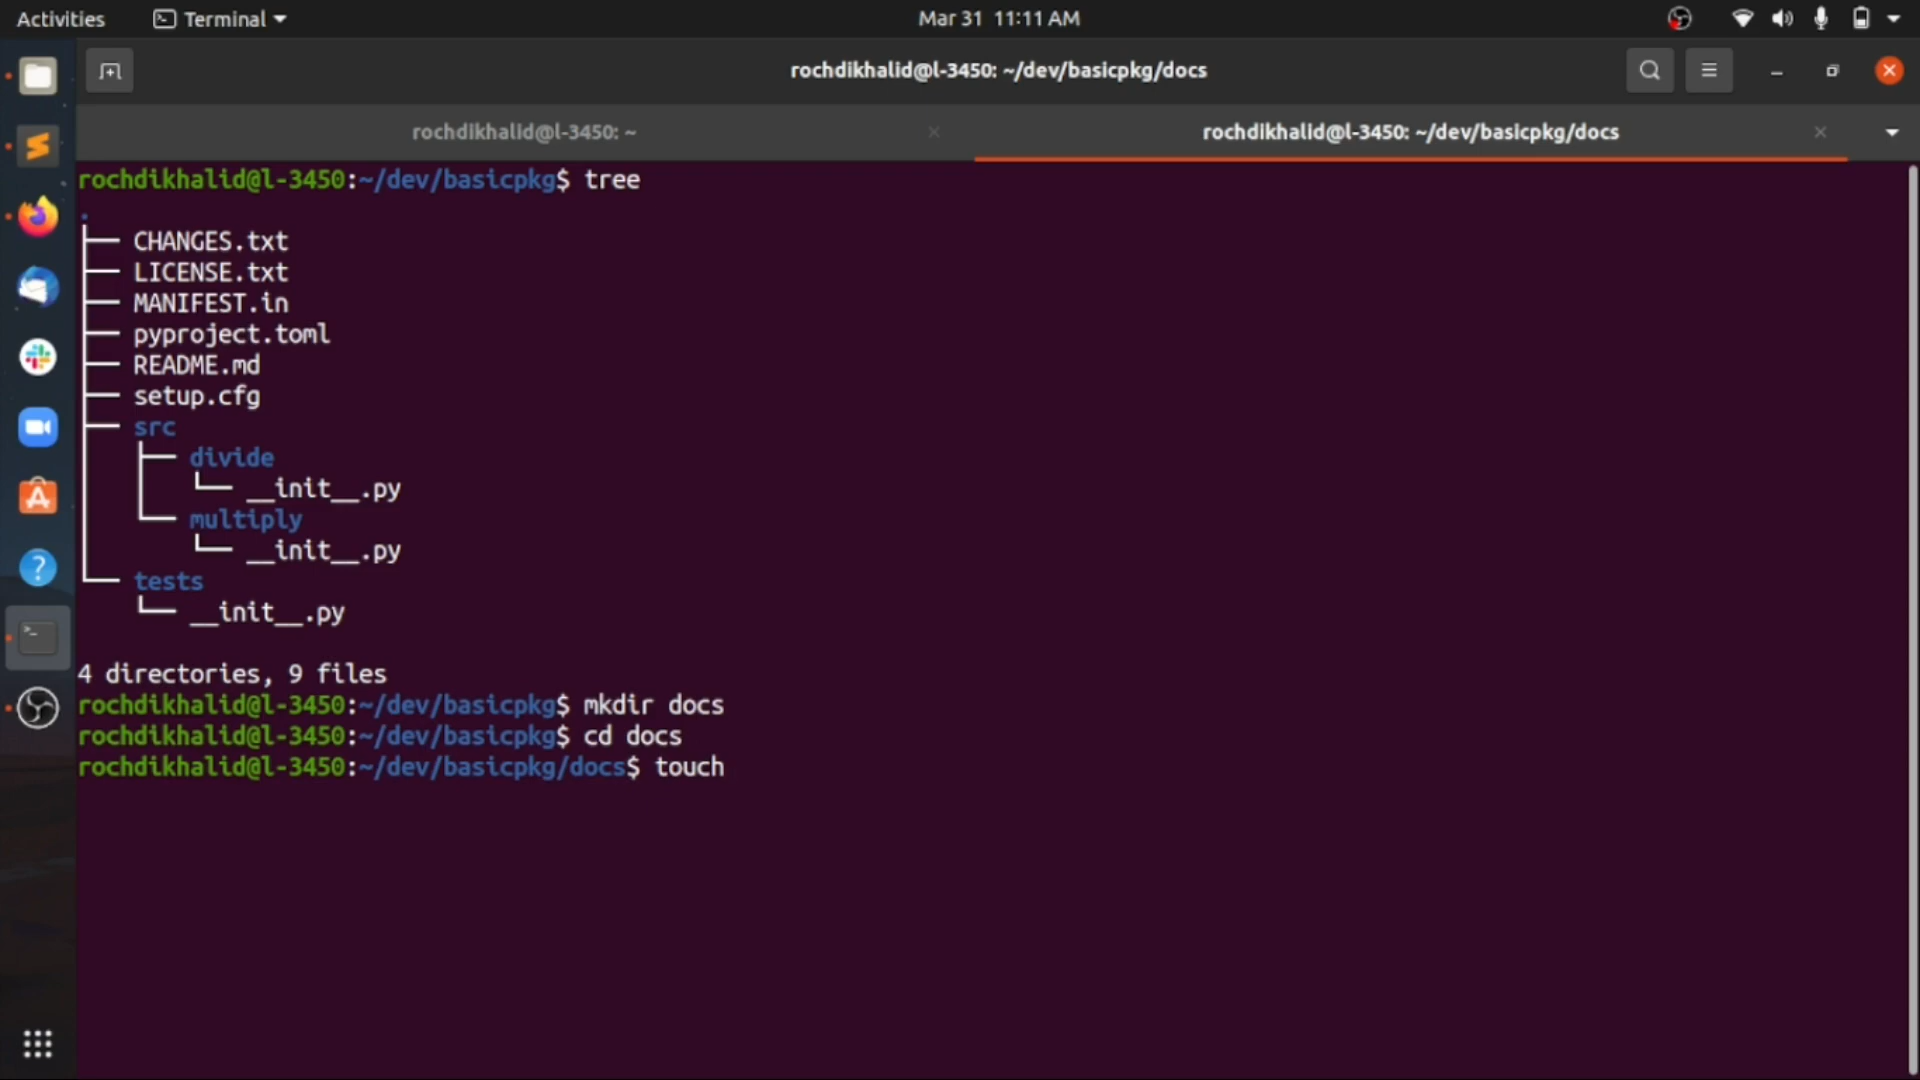 Activities Terminal Mar 31 11:11 AM
rochdikhalid@l-3450: ~/dev/basicpkg/docs
rochdikhalid@l-3450: ~ rochdikhalid@l-3450: ~/dev/basicpkg/docs
rochdikhalid@l-3450:~/dev/basicpkg$ tree
.
├── CHANGES.txt
├── LICENSE.txt
├── MANIFEST.in
├── pyproject.toml
├── README.md
├── setup.cfg
├── src
│   ├── divide
│   │   └── __init__.py
│   └── multiply
│       └── __init__.py
└── tests
    └── __init__.py
4 directories, 9 files
rochdikhalid@l-3450:~/dev/basicpkg$ mkdir docs
rochdikhalid@l-3450:~/dev/basicpkg$ cd docs
rochdikhalid@l-3450:~/dev/basicpkg/docs$ touch